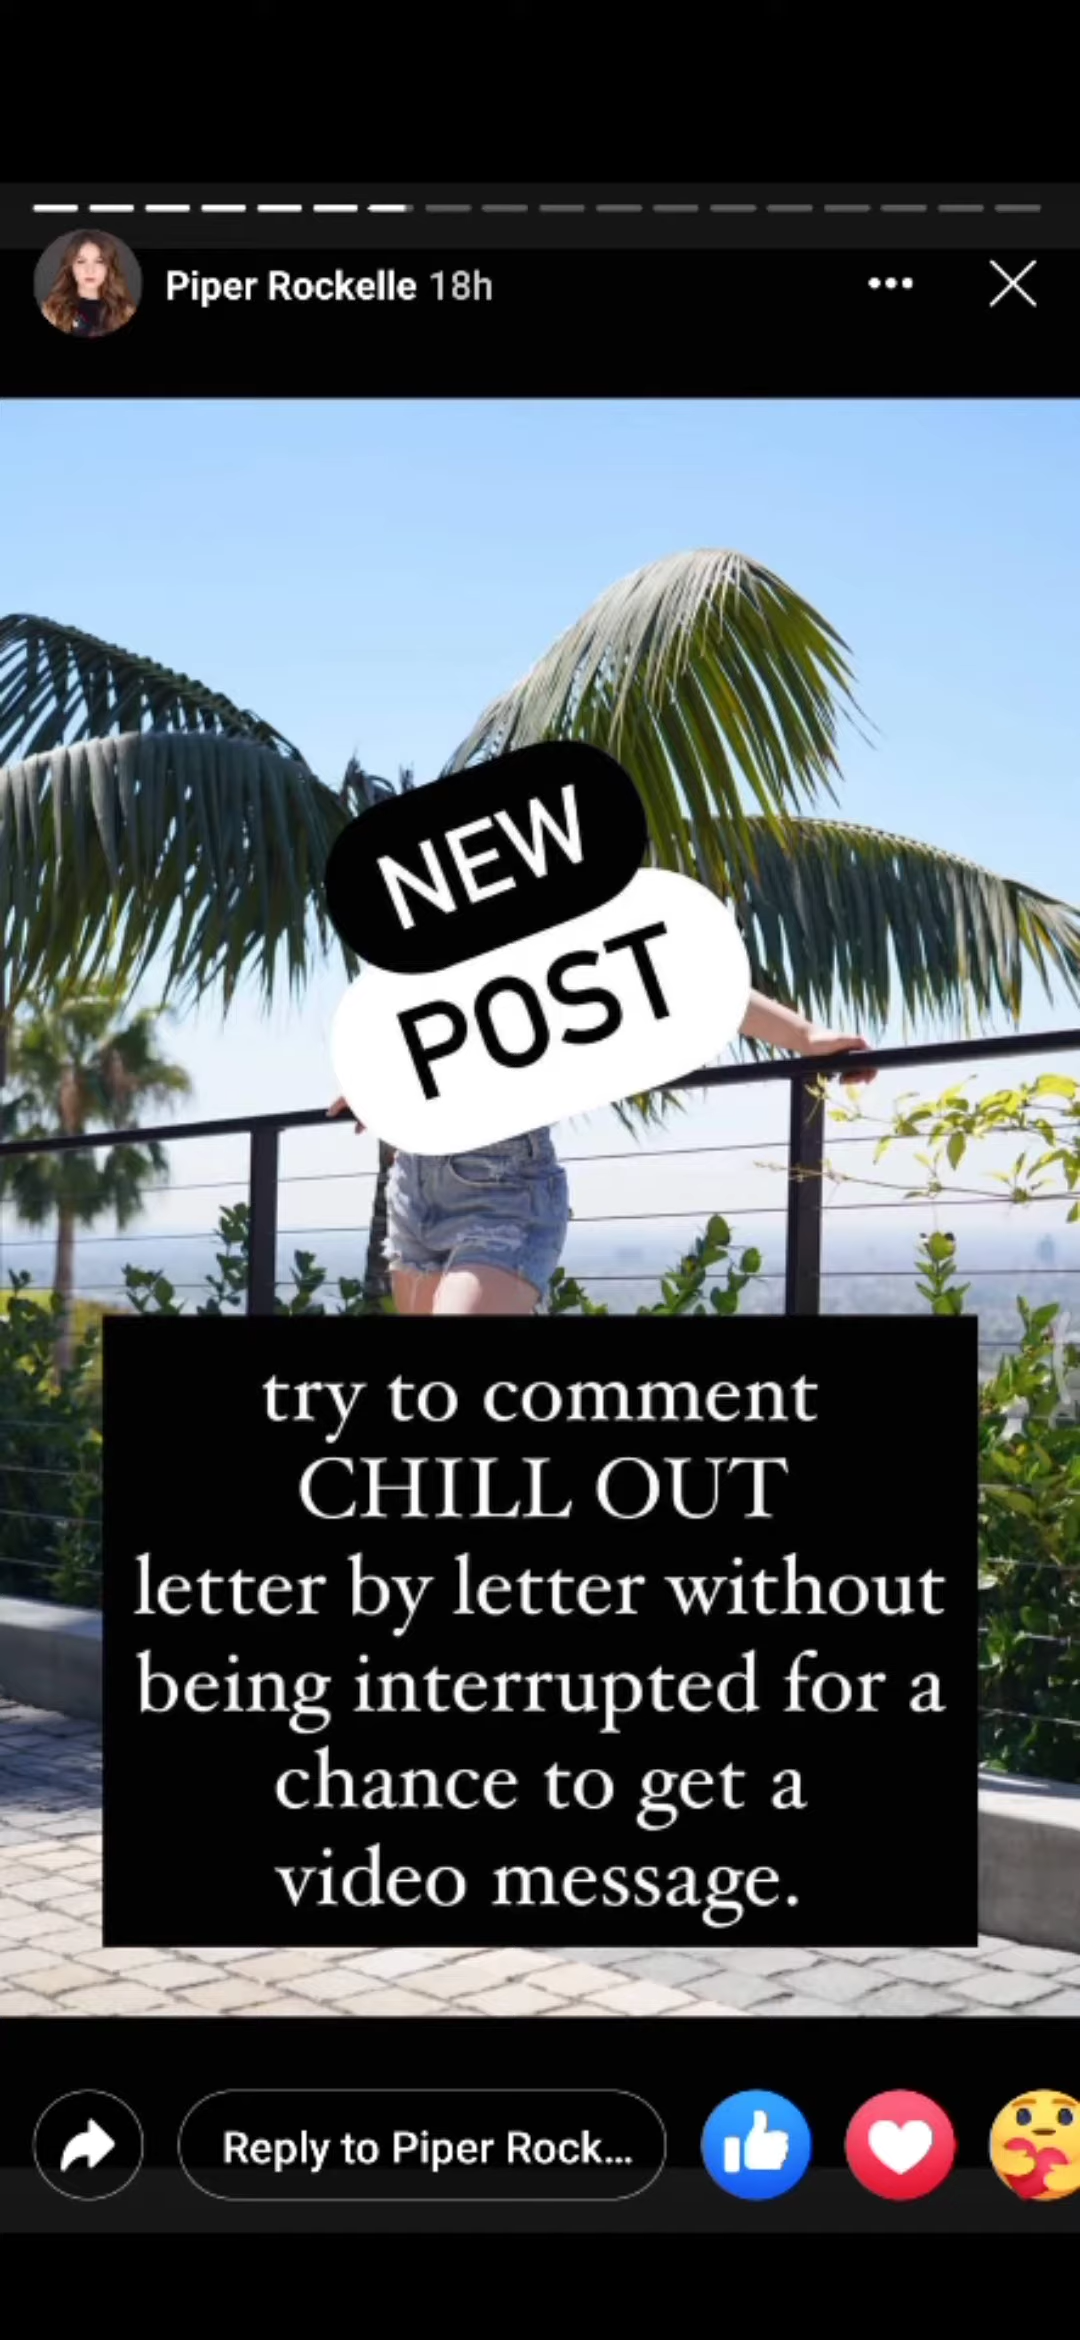 Piper Rockelle 18h
NEW
POST
try to comment
CHILL OUT
letter by letter without
being interrupted for a
chance to get a
video message.
Reply to Piper Rock...